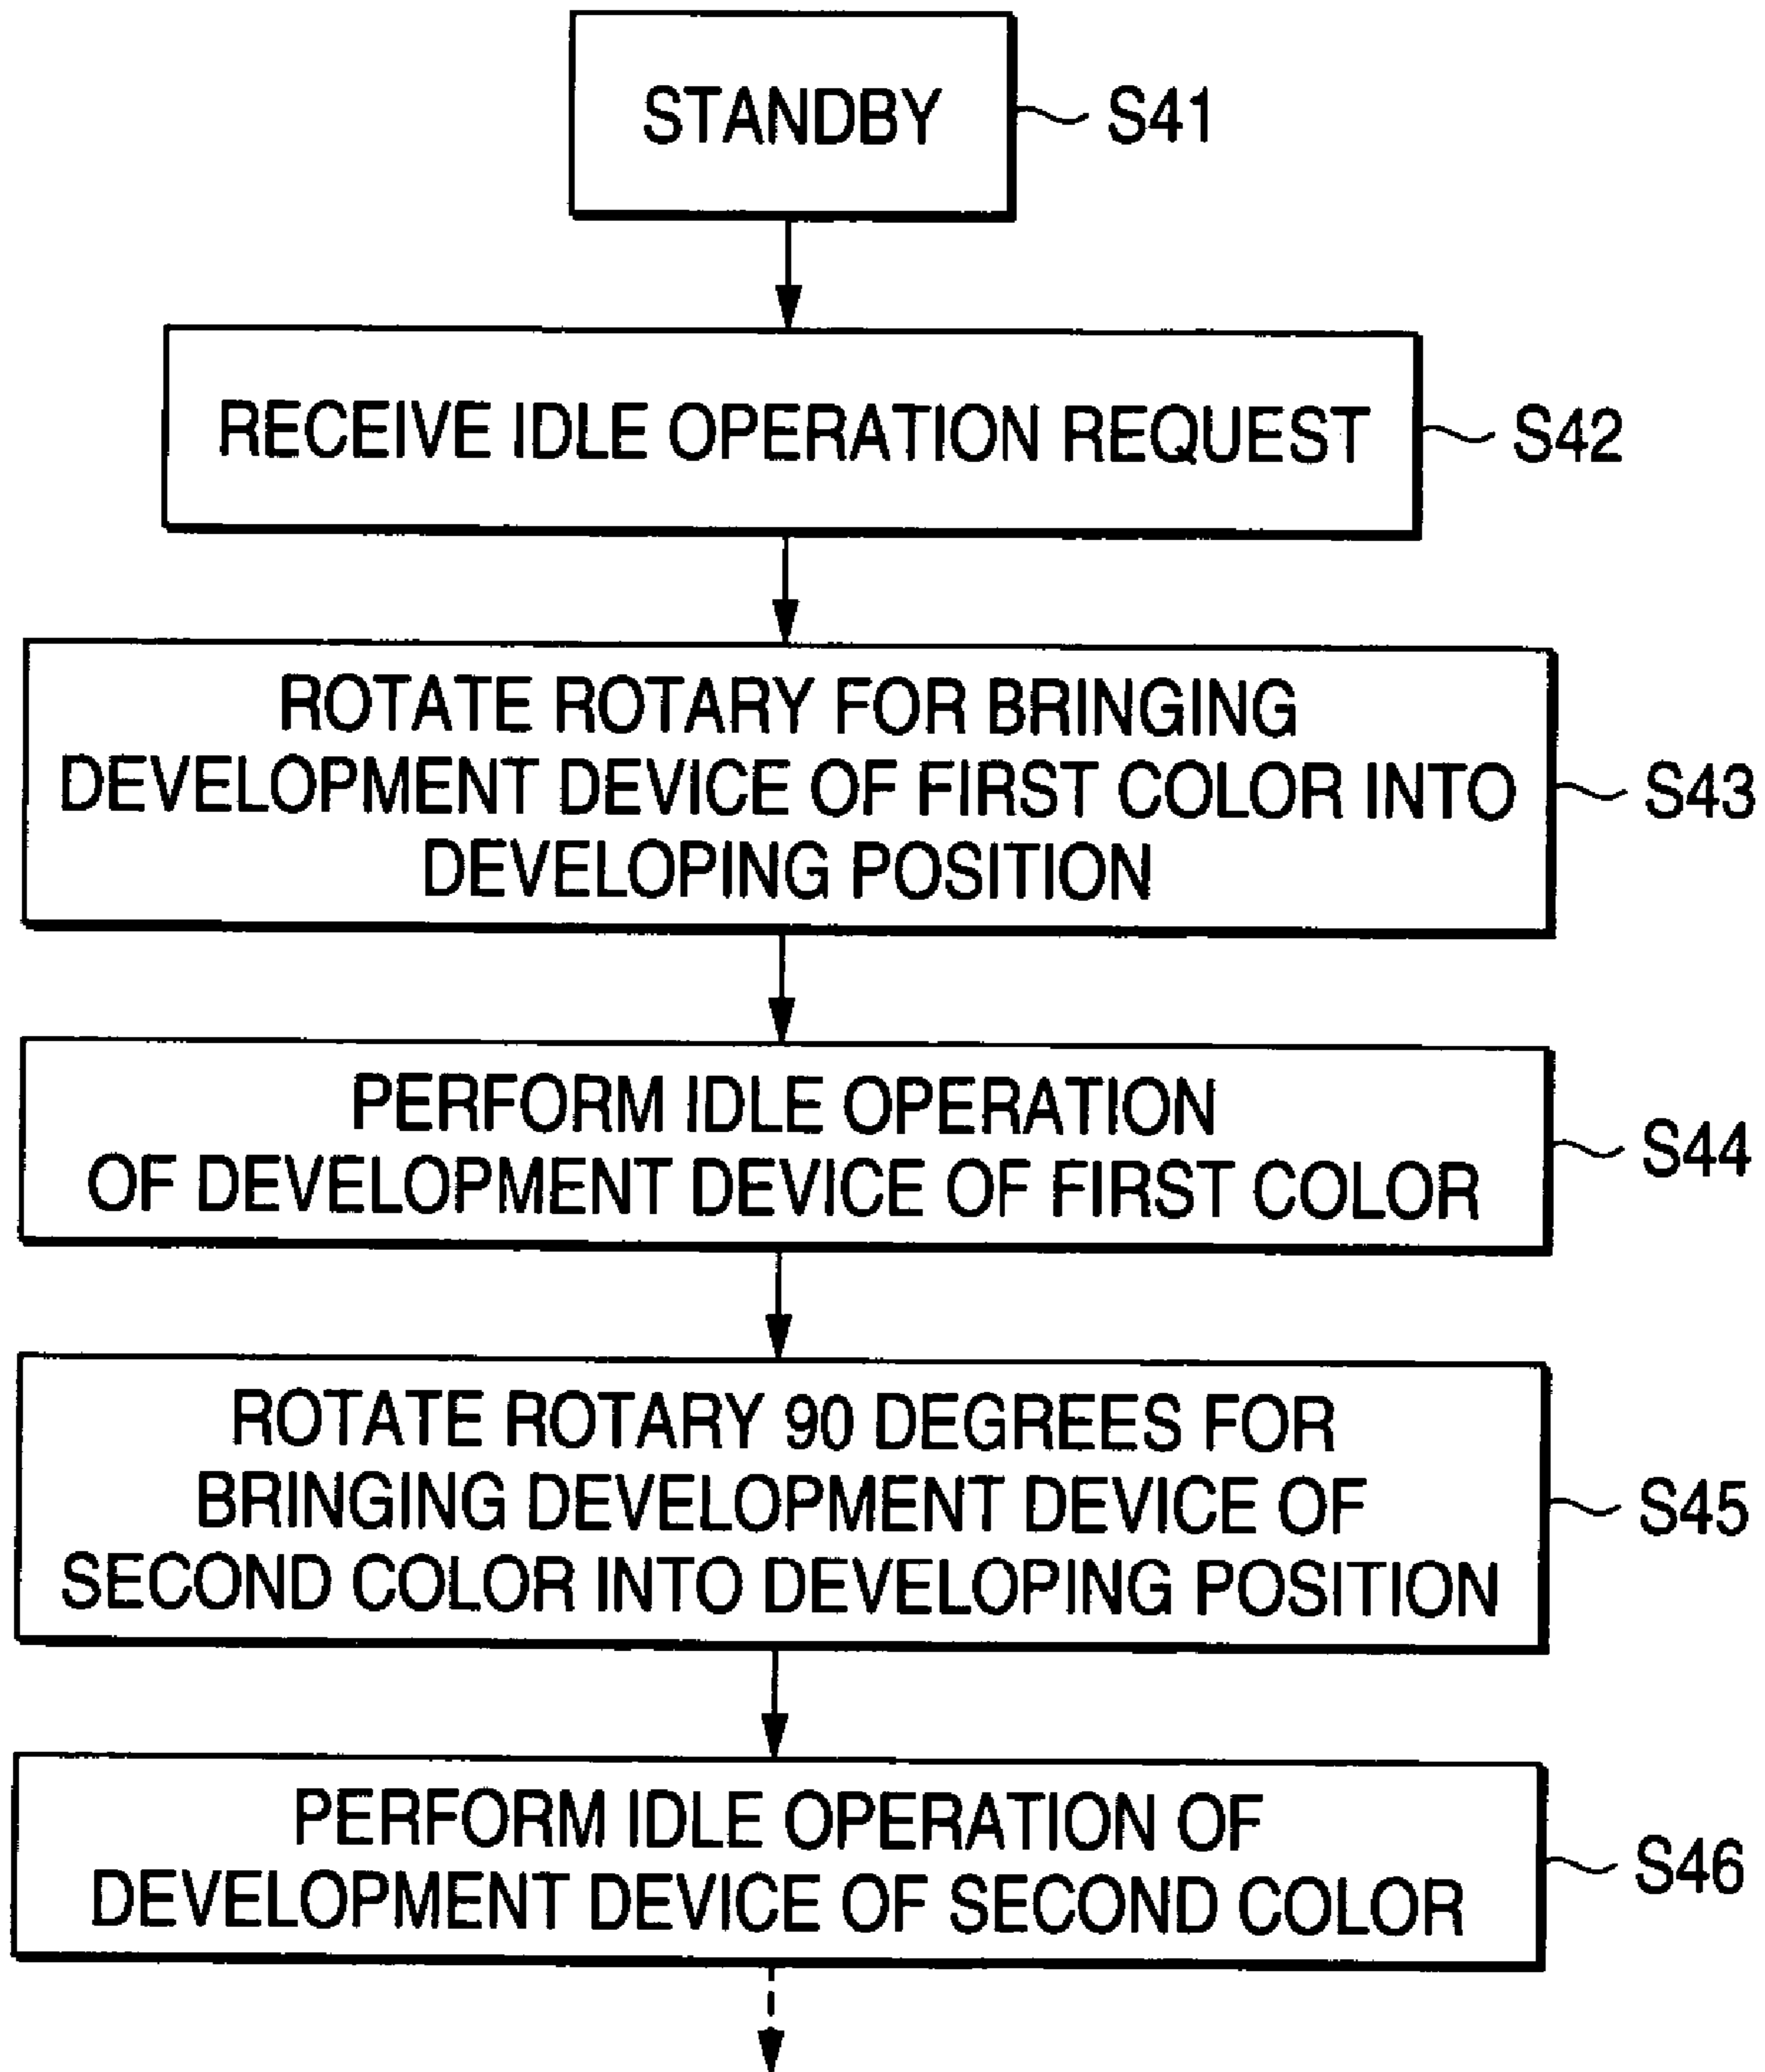 STANDBY
S41
RECEIVE IDLE OPERATION REQUEST
S42
ROTATE ROTARY FOR BRINGING
DEVELOPMENT DEVICE OF FIRST COLOR INTO
DEVELOPING POSITION
S43
PERFORM IDLE OPERATION
OF DEVELOPMENT DEVICE OF FIRST COLOR
S44
ROTATE ROTARY 90 DEGREES FOR
BRINGING DEVELOPMENT DEVICE OF
SECOND COLOR INTO DEVELOPING POSITION
S45
PERFORM IDLE OPERATION OF
DEVELOPMENT DEVICE OF SECOND COLOR
S46